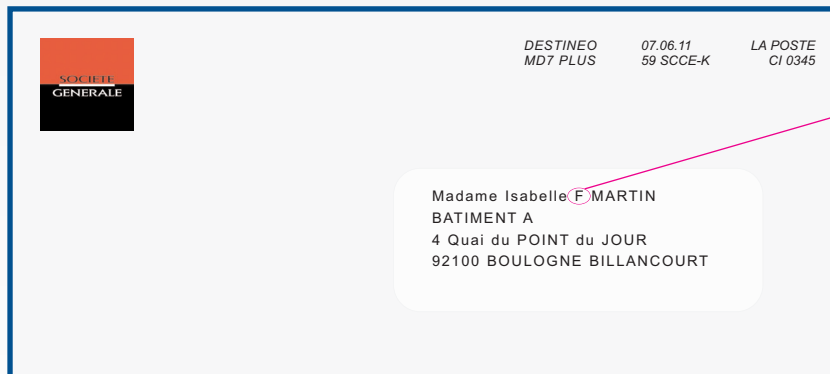 SOCIETE
GENERALE
DESTINEO 07.06.11 LA POSTE
MD7 PLUS 59 SCCE-K CI 0345
Madame Isabelle F MARTIN
BATIMENT A
4 Quai du POINT du JOUR
92100 BOULOGNE BILLANCOURT